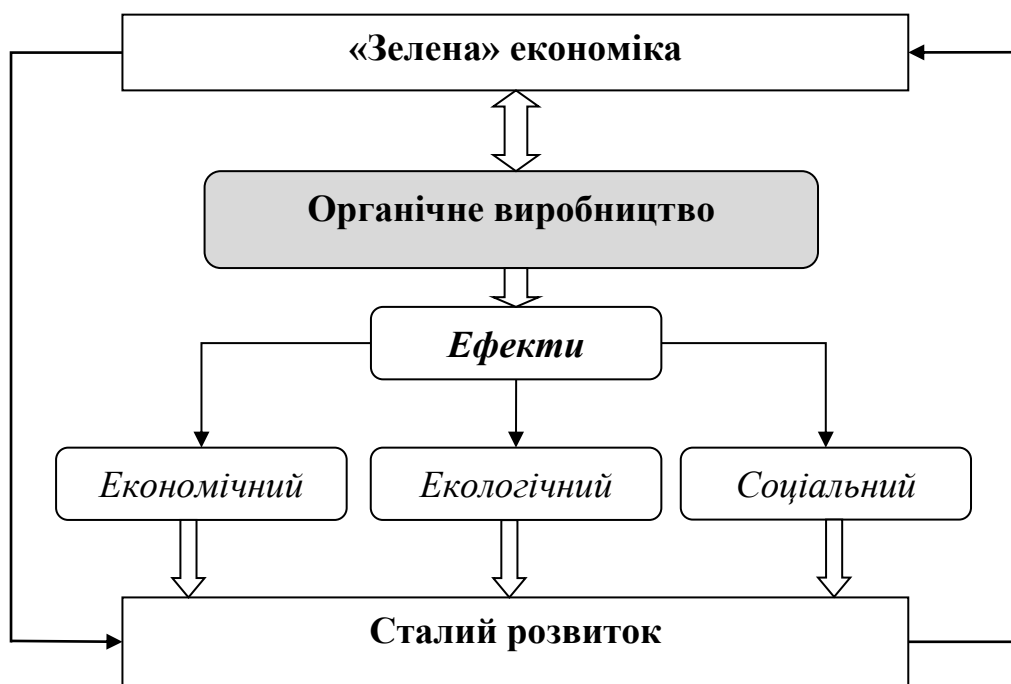 «Зелена» економіка
Органічне виробництво
Ефекти
Економічний
Екологічний
Соціальний
Сталий розвиток